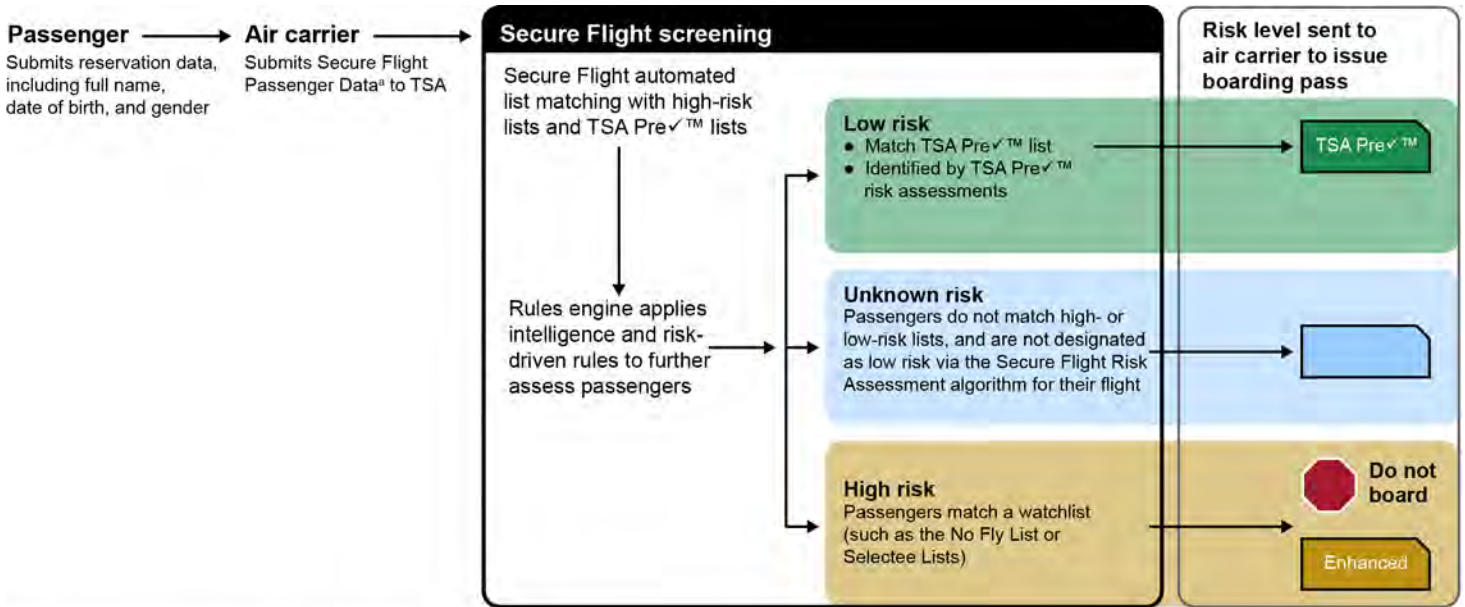 Passenger
Submits reservation data,
including full name,
date of birth, and gender
Air carrier
Submits Secure Flight
Passenger Dataᵃ to TSA
Secure Flight screening
Secure Flight automated
list matching with high-risk
lists and TSA Pre✓™ lists
Rules engine applies
intelligence and risk-
driven rules to further
assess passengers
Low risk
● Match TSA Pre✓™ list
● Identified by TSA Pre✓™
risk assessments
Unknown risk
Passengers do not match high- or
low-risk lists, and are not designated
as low risk via the Secure Flight Risk
Assessment algorithm for their flight
High risk
Passengers match a watchlist
(such as the No Fly List or
Selectee Lists)
Risk level sent to
air carrier to issue
boarding pass
TSA Pre✓™
Do not
board
Enhanced